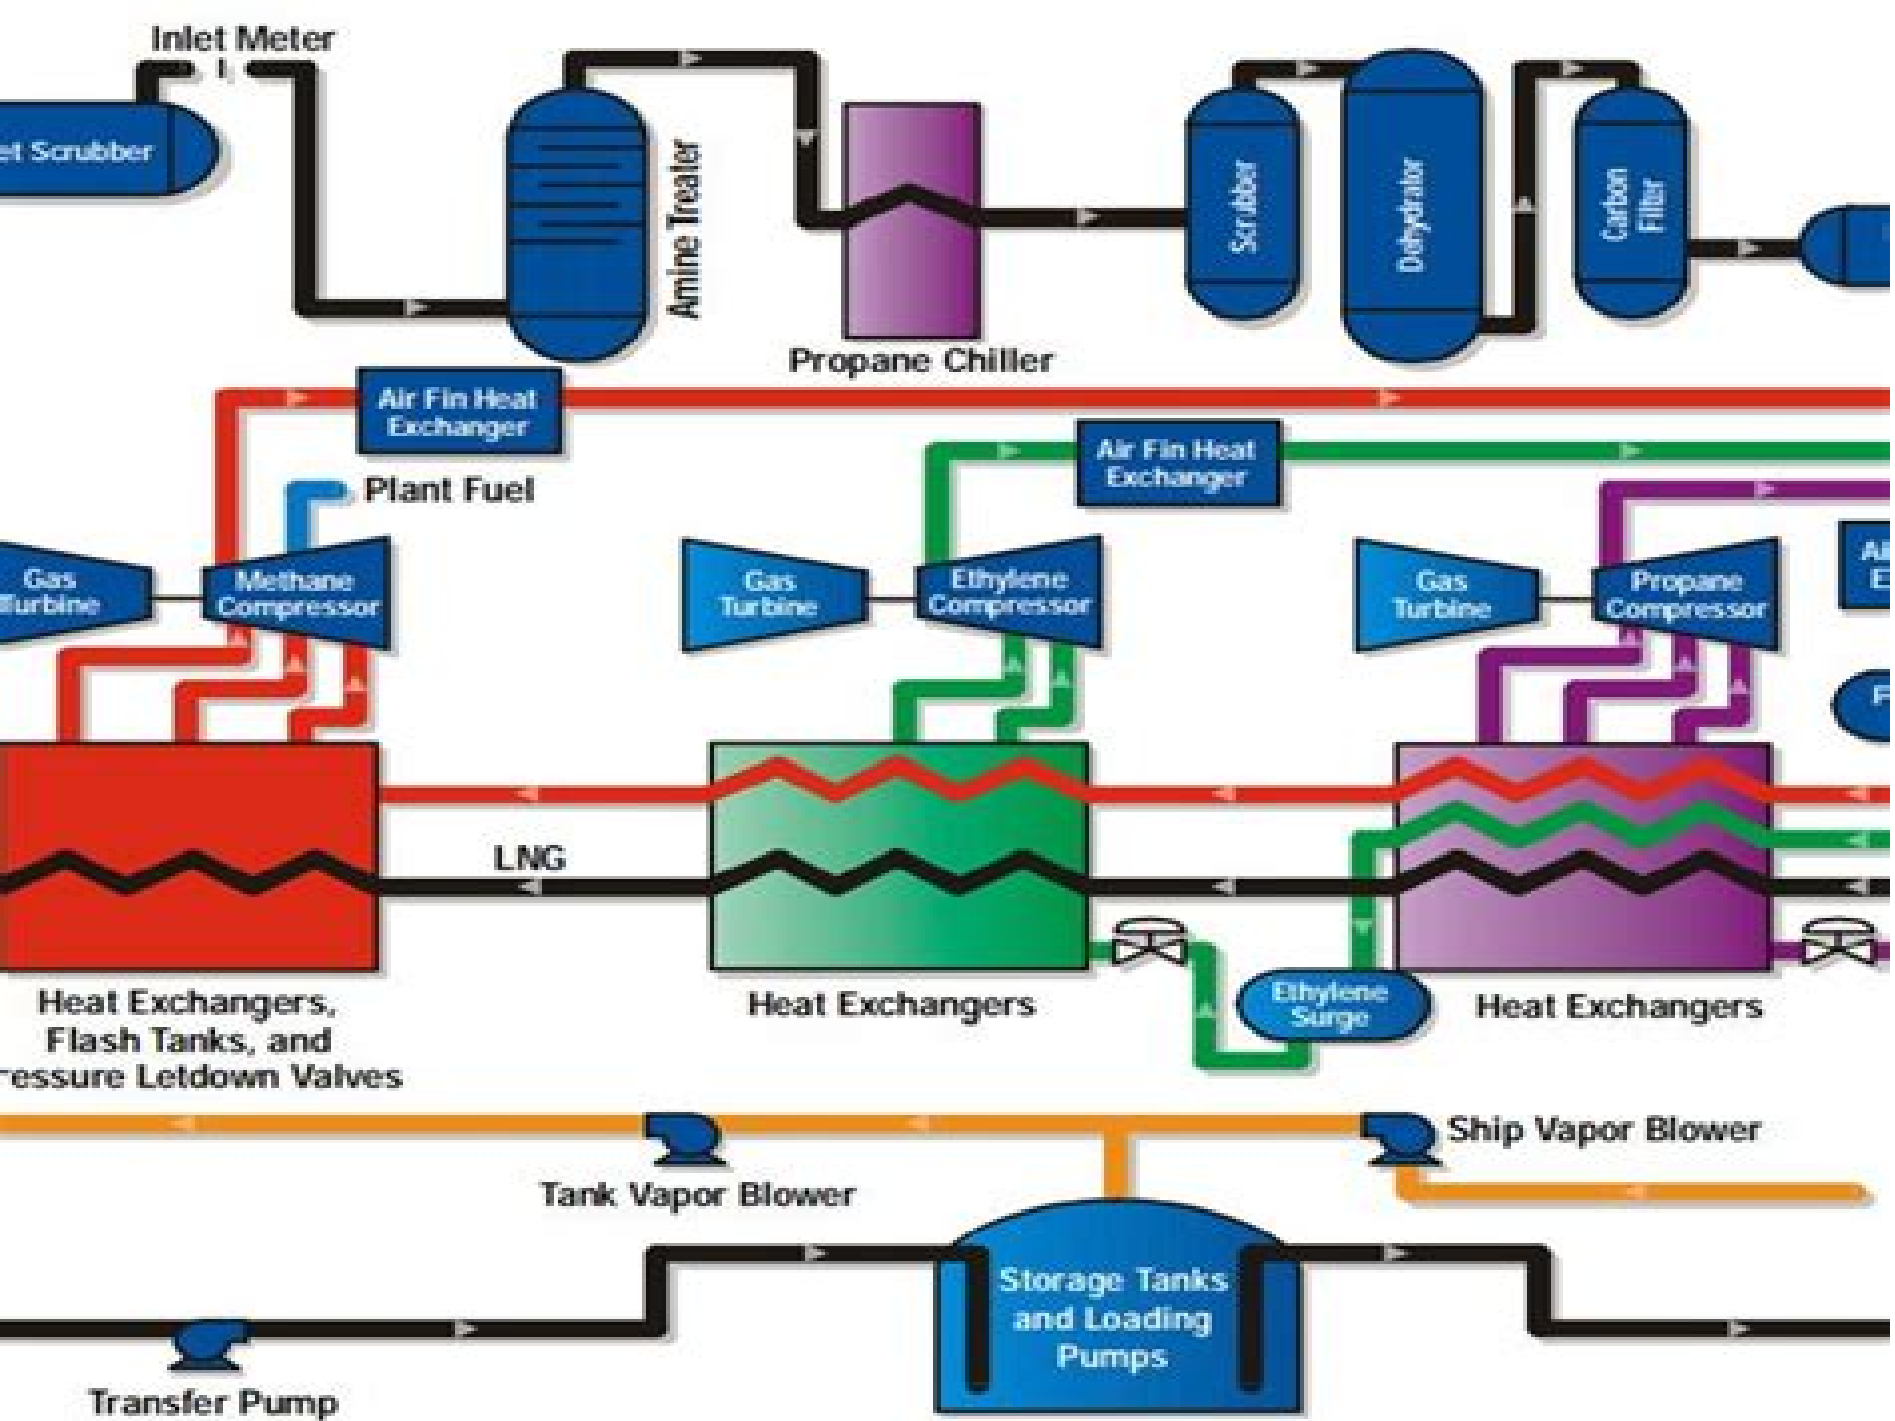 Inlet Meter
et Scrubber
Amine Treater
Propane Chiller
Scrubber
Dehydrator
Carbon
Filter
Air Fin Heat
Exchanger
Air Fin Heat
Exchanger
Plant Fuel
Gas
Turbine
Methane
Compressor
Gas
Turbine
Ethylene
Compressor
Gas
Turbine
Propane
Compressor
LNG
Heat Exchangers,
Flash Tanks, and
ressure Letdown Valves
Heat Exchangers
Ethylene
Surge
Heat Exchangers
Ship Vapor Blower
Tank Vapor Blower
Storage Tanks
and Loading
Pumps
Transfer Pump